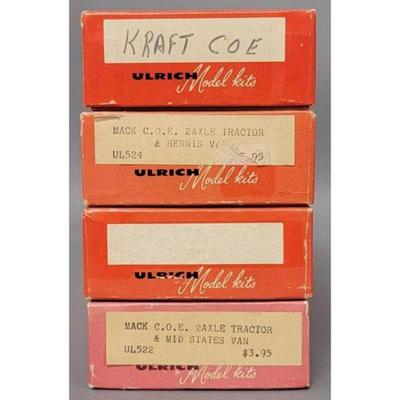 KRAFT COE
ULRICH
Model kits
MACK C.O.E. 2AXLE TRACTOR
& HENNIS VAN
UL524 .95
ULRICH
Model kits
ULRICH
Model kits
MACK C.O.E. 2AXLE TRACTOR
& MID STATES VAN
UL522 $3.95
ULRICH
Model kits